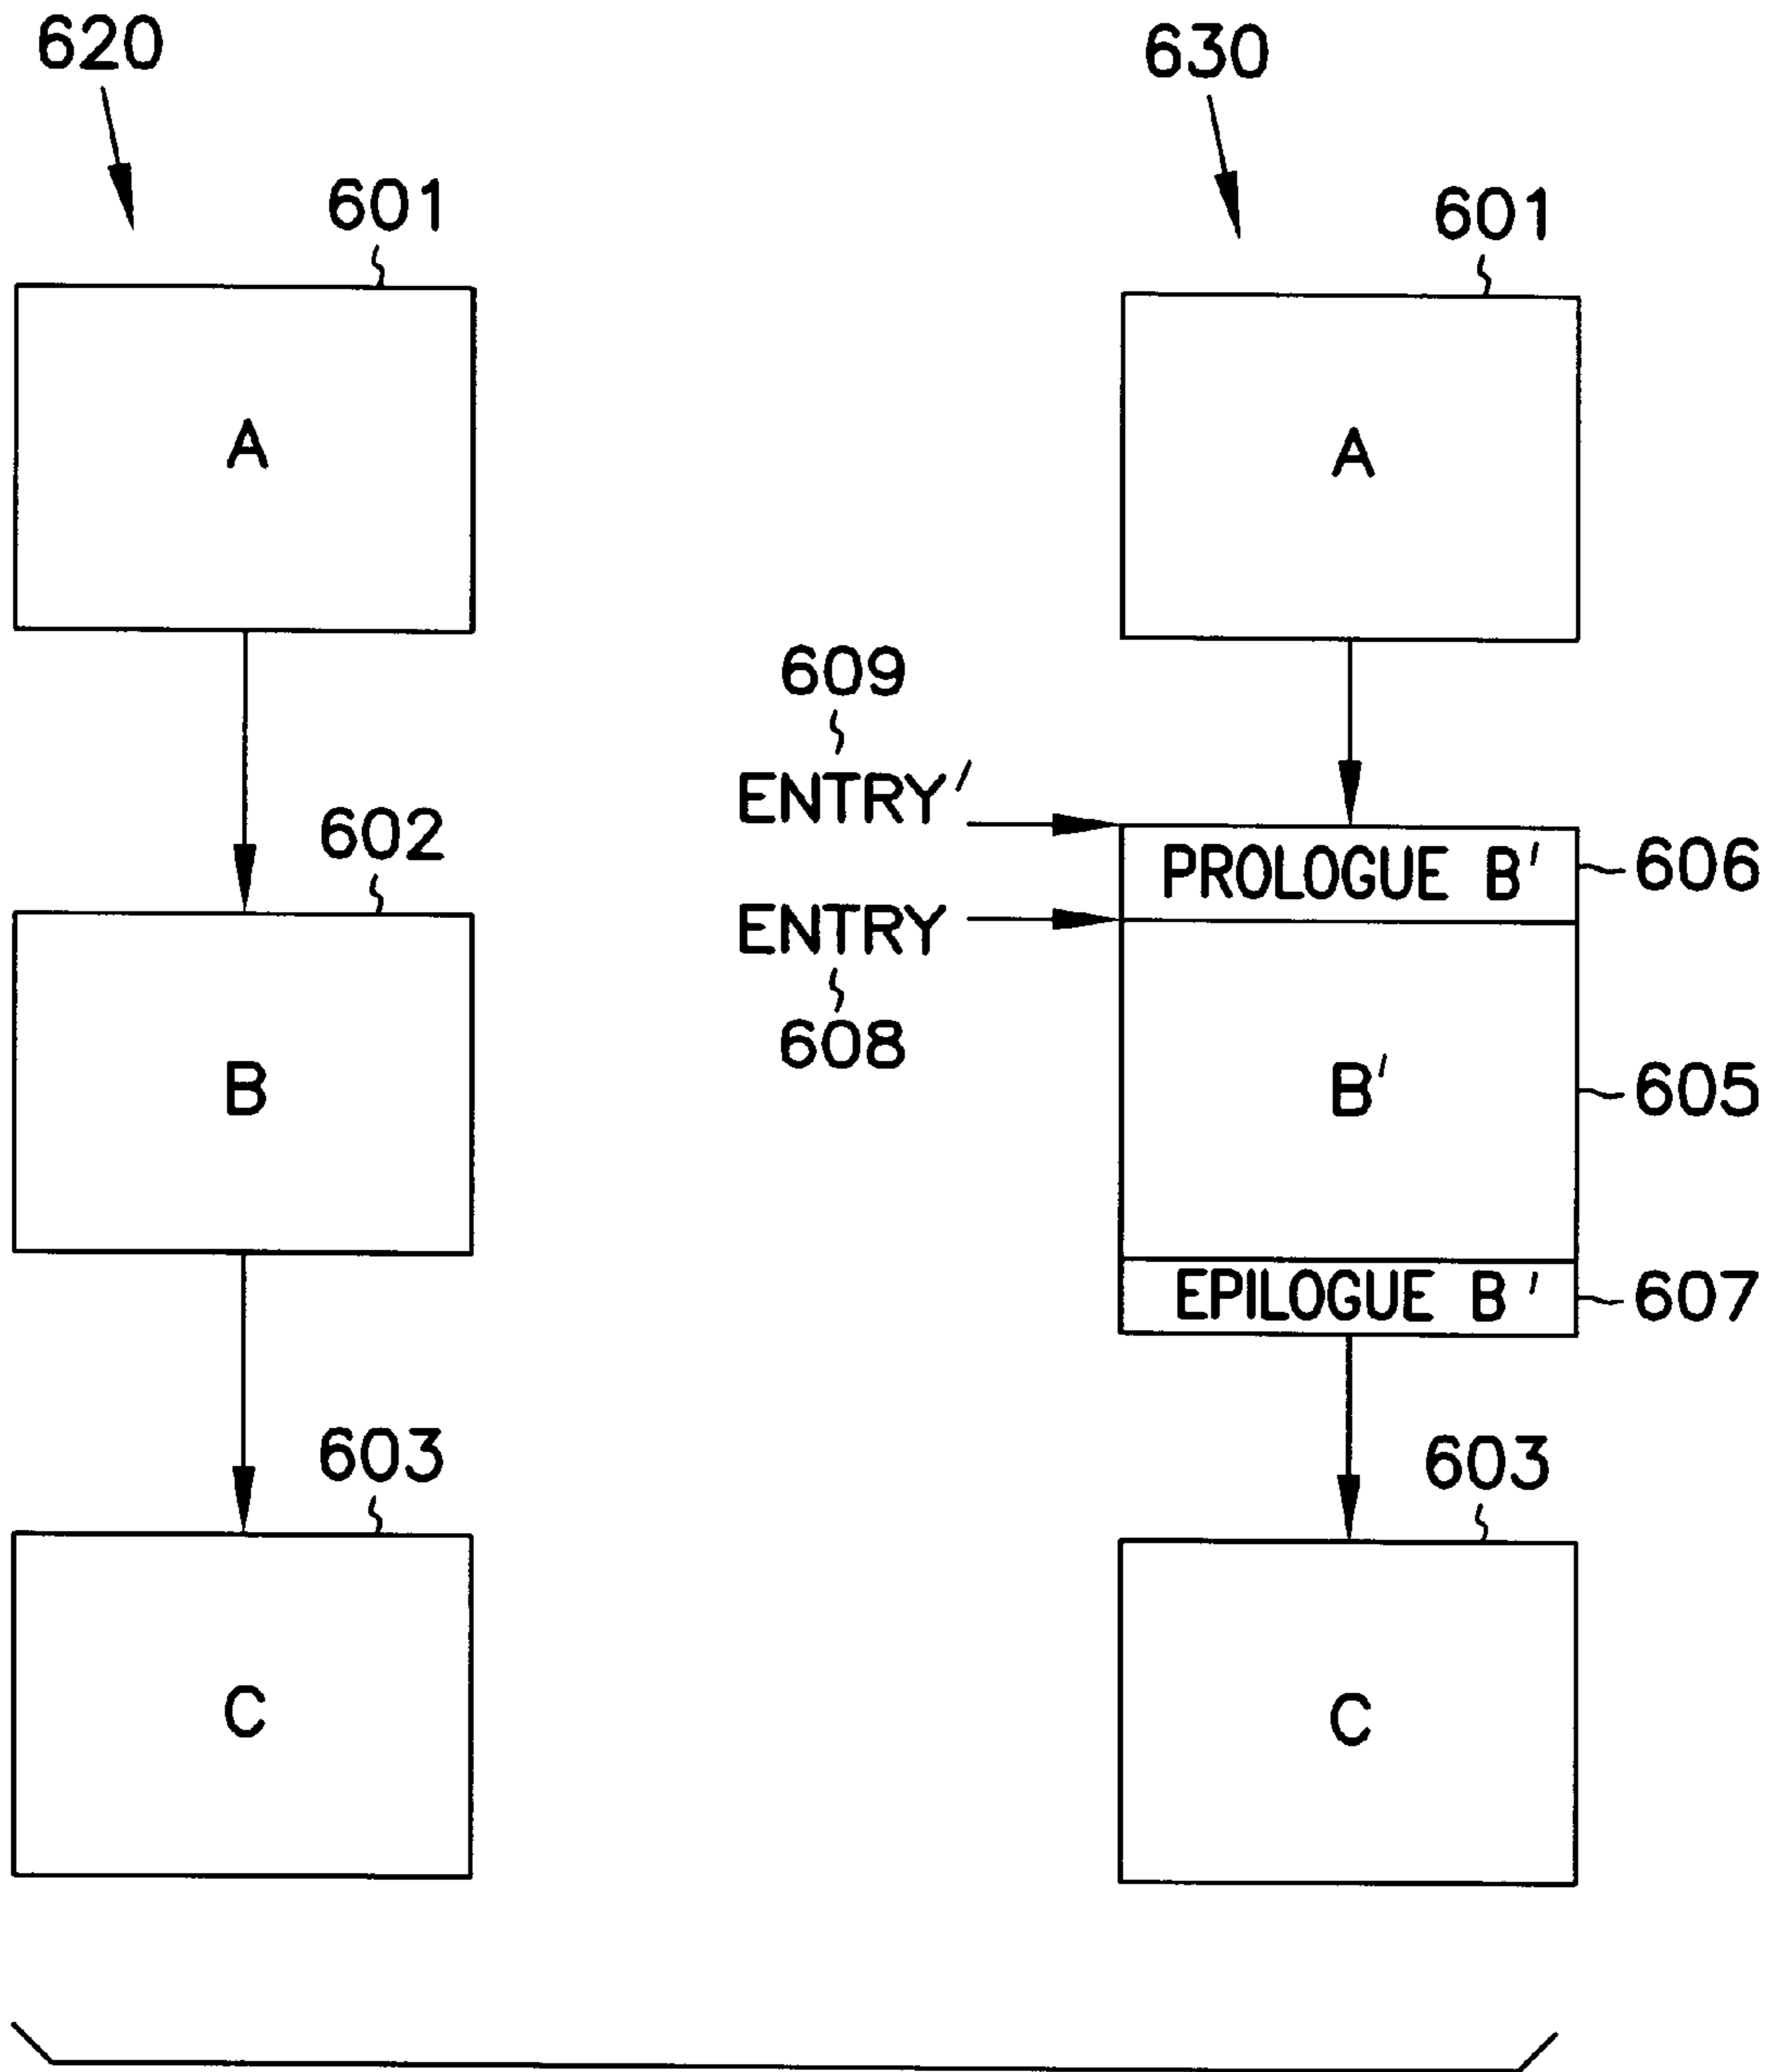 620
630
601
601
A
A
609
ENTRY'
602
PROLOGUE B'
606
ENTRY
608
B
B'
605
EPILOGUE B'
607
603
603
C
C